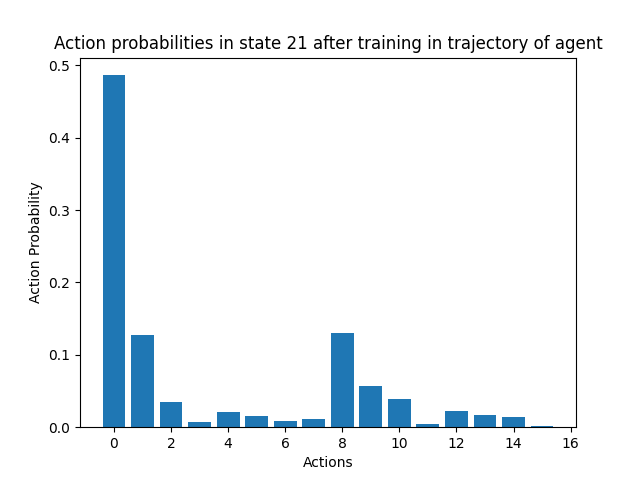 Action probabilities in state 21 after training in trajectory of agent
0.5
0.4
0.3
0.2
0.1
0.0
Action Probability
0 2 4 6 8 10 12 14 16
Actions